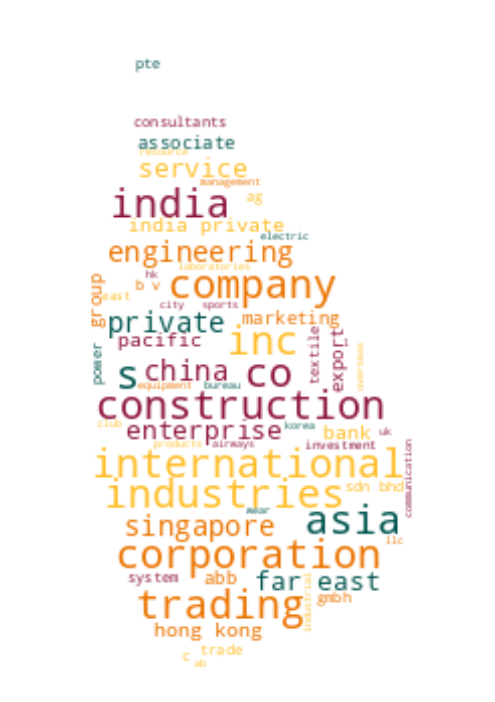 pte
consultants
associate
resource
service
management
india
ag
india private
electric
engineering
laboratories
hk
b v
company
group
east
city
sports
private
marketing
pacific
inc
textile
export
overseas
power
s
china
co
equipment
bureau
construction
club
enterprise
korea
bank
uk
products
airways
investment
communication
international
industries
sdn bhd
wear
singapore
asia
llc
corporation
system
abb
far east
industrial
trading
gmbh
hong kong
trade
c
ab